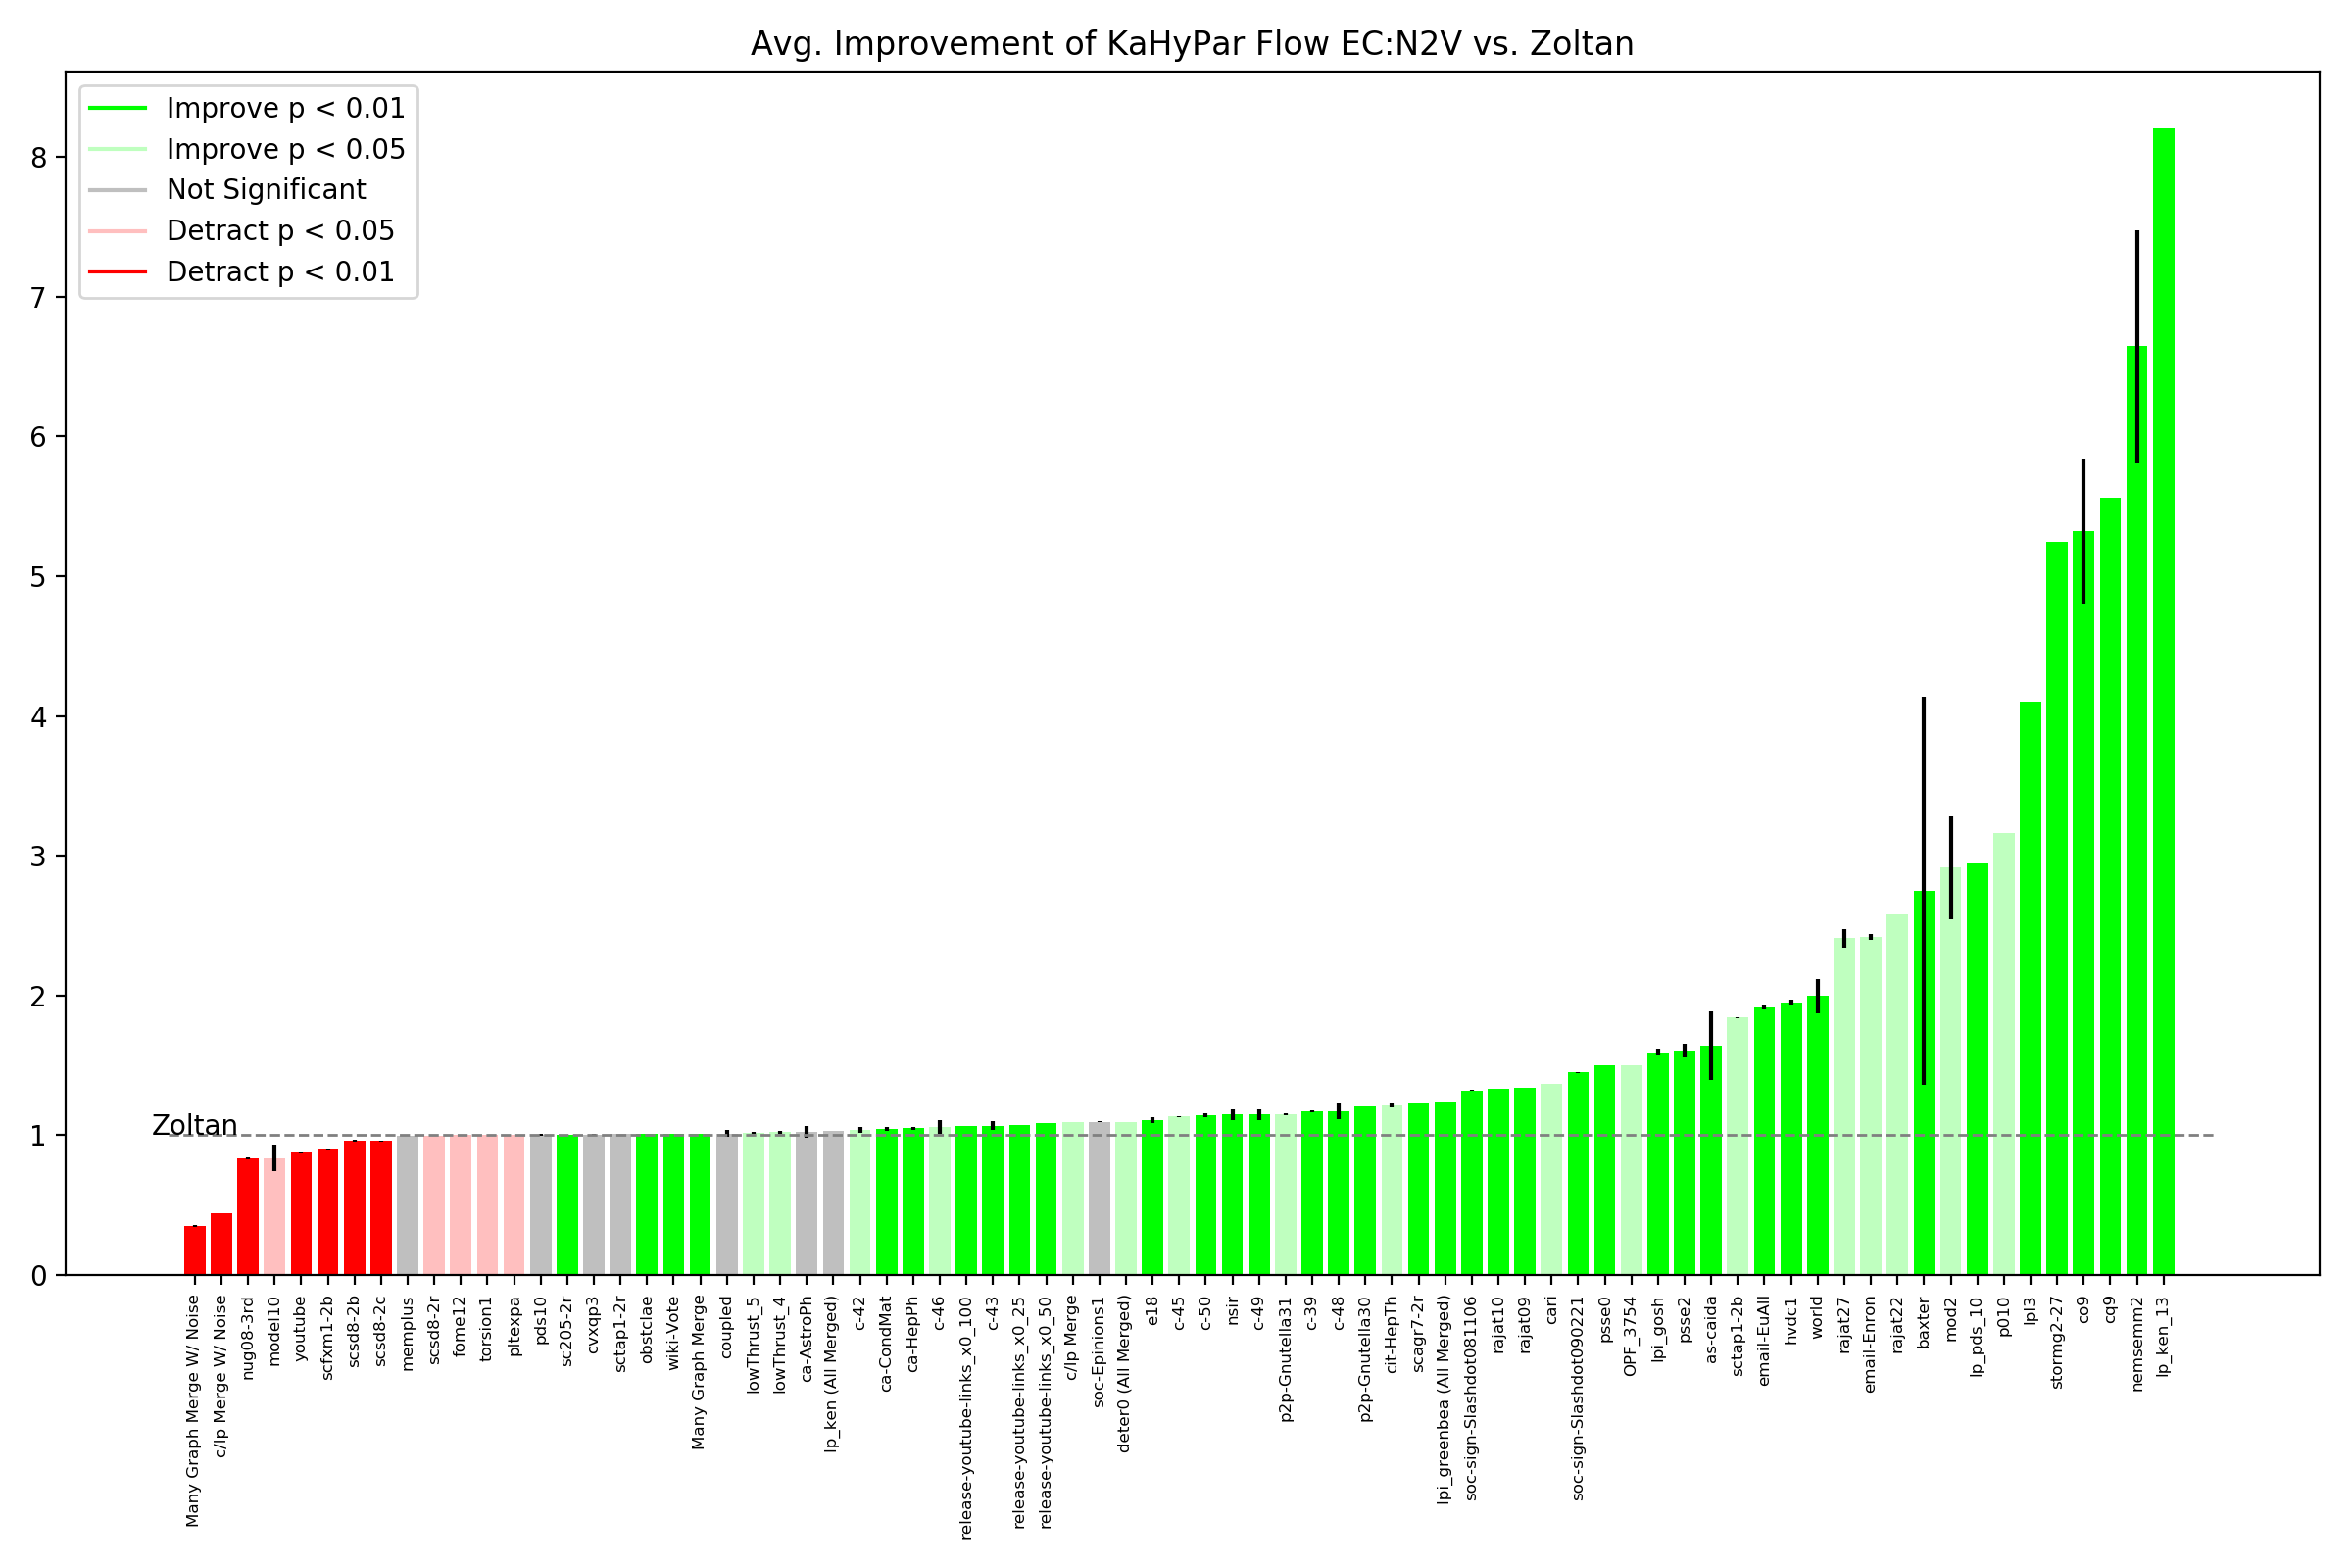 Avg. Improvement of KaHyPar Flow EC:N2V vs. Zoltan
Improve p < 0.01
Improve p < 0.05
Not Significant
Detract p < 0.05
Detract p < 0.01
8
7
6
5
4
3
2
1
0
Zoltan
Many Graph Merge W/ Noise
c/lp Merge W/ Noise
nug08-3rd
model10
youtube
scfxm1-2b
scsd8-2b
scsd8-2c
memplus
scsd8-2r
fome12
torsion1
pltexpa
pds10
sc205-2r
cvxqp3
sctap1-2r
obstclae
wiki-Vote
Many Graph Merge
coupled
lowThrust_5
lowThrust_4
ca-AstroPh
lp_ken (All Merged)
c-42
ca-CondMat
ca-HepPh
c-46
release-youtube-links_x0_100
c-43
release-youtube-links_x0_25
release-youtube-links_x0_50
c/lp Merge
soc-Epinions1
deter0 (All Merged)
e18
c-45
c-50
nsir
c-49
p2p-Gnutella31
c-39
c-48
p2p-Gnutella30
cit-HepTh
scagr7-2r
lpi_greenbea (All Merged)
soc-sign-Slashdot081106
rajat10
rajat09
cari
soc-sign-Slashdot090221
psse0
OPF_3754
lpi_gosh
psse2
as-caida
sctap1-2b
email-EuAll
hvdc1
world
rajat27
email-Enron
rajat22
baxter
mod2
lp_pds_10
p010
lpl3
stormg2-27
co9
cq9
nemsemm2
lp_ken_13